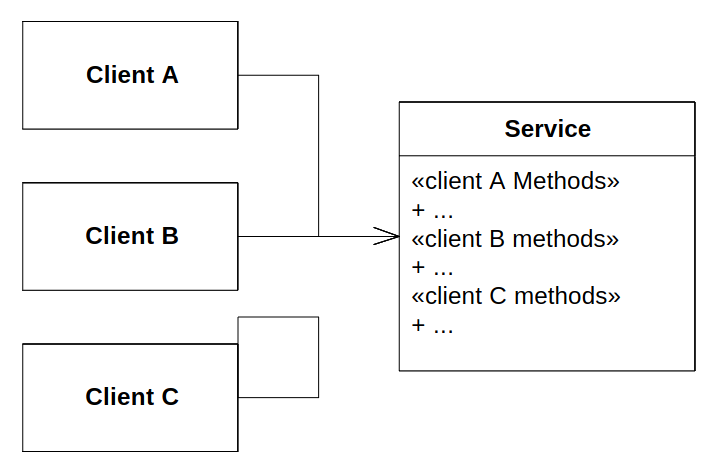 Client A
Client B
Client C
Service
«client A Methods»
+ ...
«client B methods»
+ ...
«client C methods»
+ ...